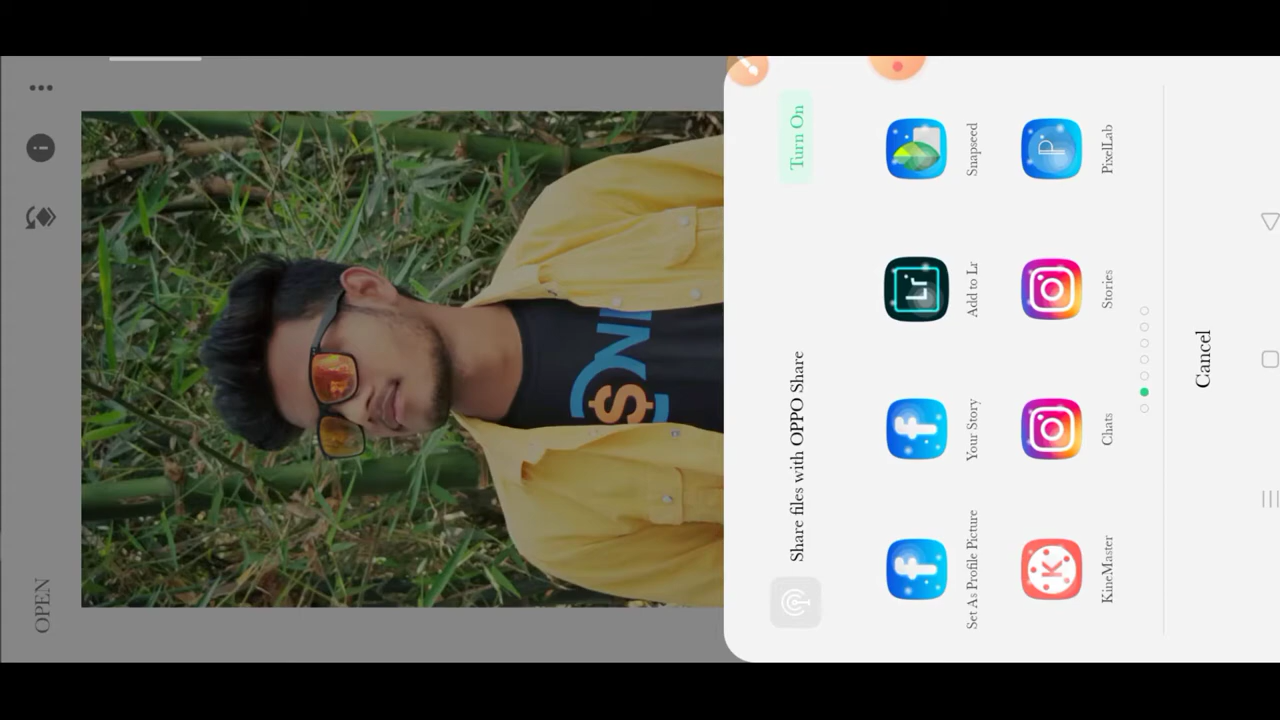 OPEN
Share files with OPPO Share
Turn On
Set As Profile Picture
Your Story
Add to Lr
Snapseed
KineMaster
Chats
Stories
PixelLab
Cancel